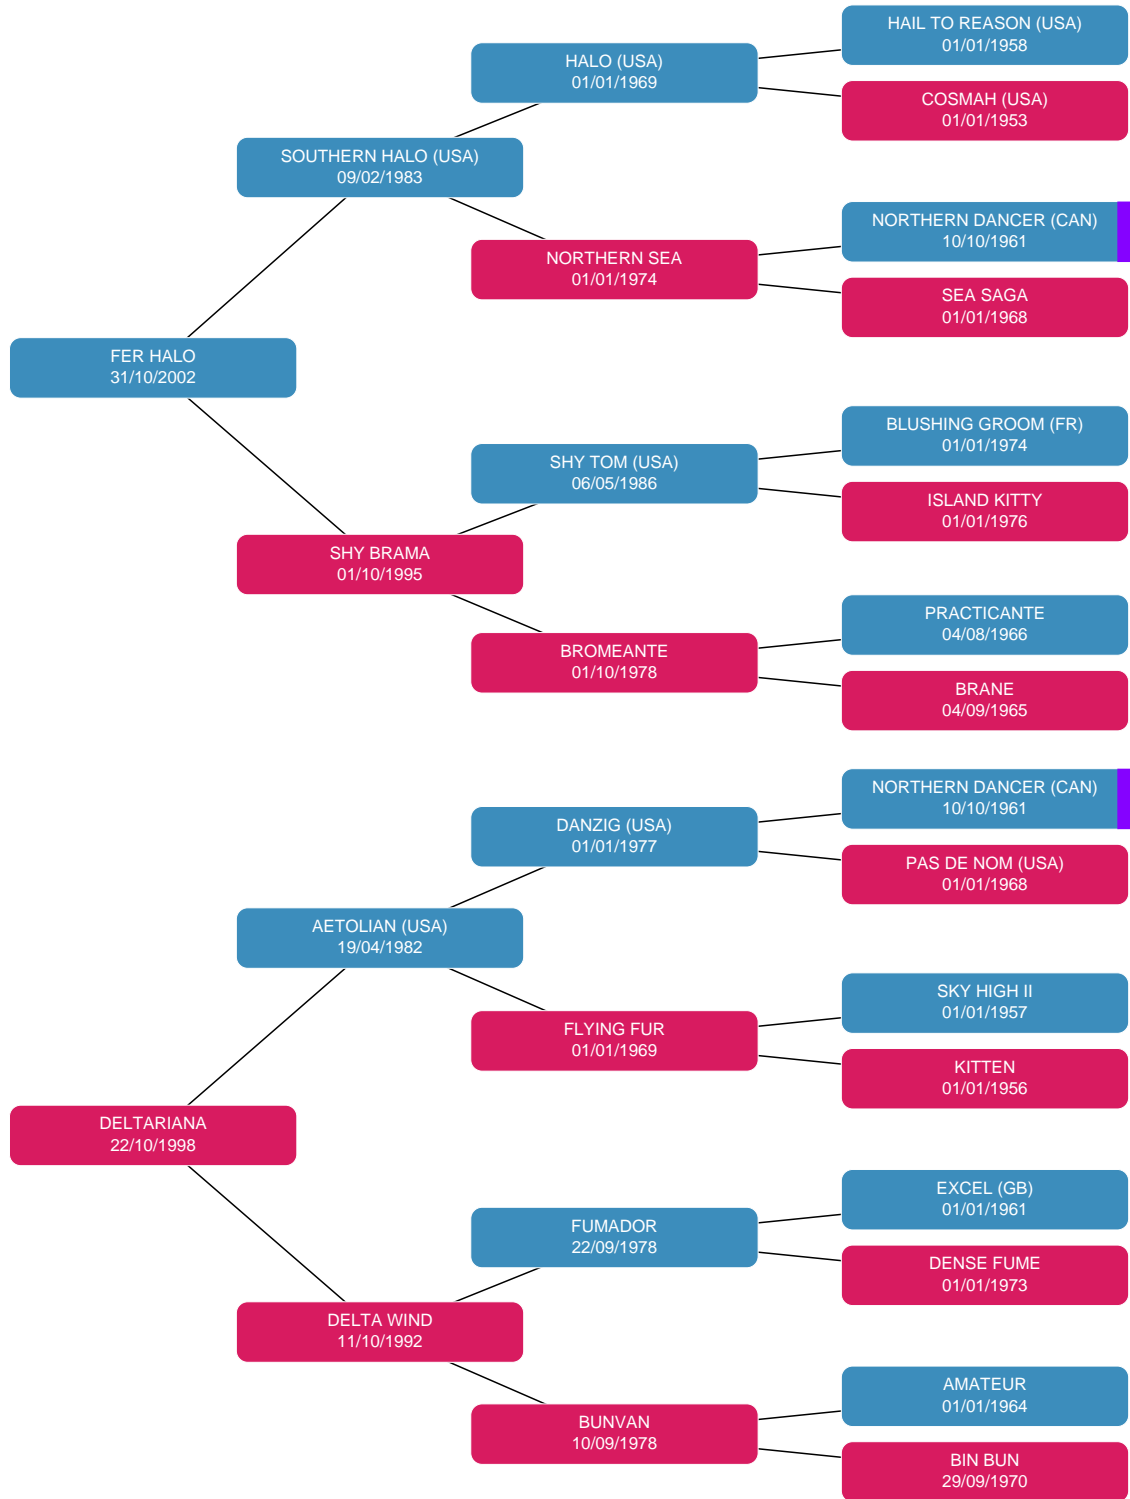 HAIL TO REASON (USA)
01/01/1958
HALO (USA)
01/01/1969
COSMAH (USA)
01/01/1953
SOUTHERN HALO (USA)
09/02/1983
NORTHERN DANCER (CAN)
10/10/1961
NORTHERN SEA
01/01/1974
SEA SAGA
01/01/1968
FER HALO
31/10/2002
BLUSHING GROOM (FR)
01/01/1974
SHY TOM (USA)
06/05/1986
ISLAND KITTY
01/01/1976
SHY BRAMA
01/10/1995
PRACTICANTE
04/08/1966
BROMEANTE
01/10/1978
BRANE
04/09/1965
NORTHERN DANCER (CAN)
10/10/1961
DANZIG (USA)
01/01/1977
PAS DE NOM (USA)
01/01/1968
AETOLIAN (USA)
19/04/1982
SKY HIGH II
01/01/1957
FLYING FUR
01/01/1969
KITTEN
01/01/1956
DELTARIANA
22/10/1998
EXCEL (GB)
01/01/1961
FUMADOR
22/09/1978
DENSE FUME
01/01/1973
DELTA WIND
11/10/1992
AMATEUR
01/01/1964
BUNVAN
10/09/1978
BIN BUN
29/09/1970